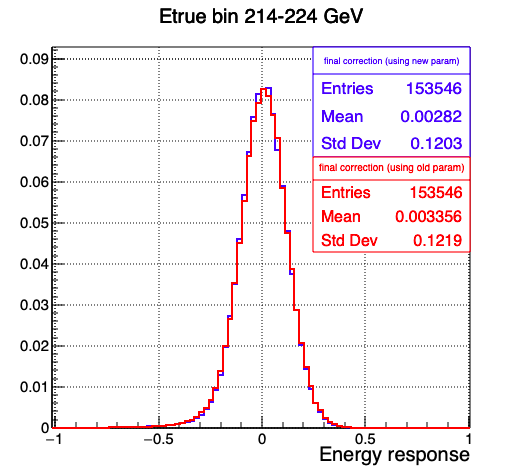 Etrue bin 214-224 GeV
final correction (using new param)
Entries 153546
Mean 0.00282
Std Dev 0.1203
final correction (using old param)
Entries 153546
Mean 0.003356
Std Dev 0.1219
0.09
0.08
0.07
0.06
0.05
0.04
0.03
0.02
0.01
0
−1 −0.5 0 0.5 1
Energy response